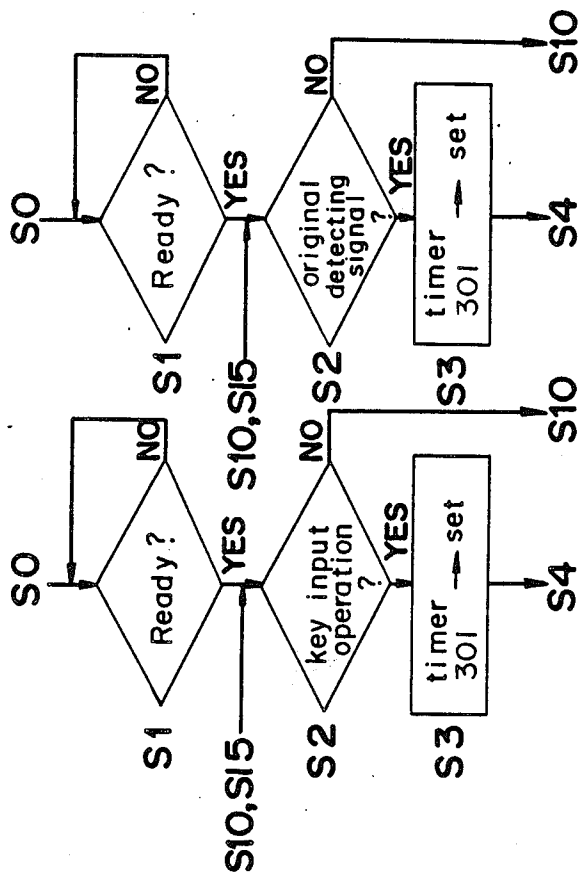 S0
Ready?
NO
S1
YES
S10,S15
key input
operation
?
NO
S2
YES
timer
301 → set
S3
S4
S10
S0
Ready?
NO
S1
YES
S10,S15
original
detecting
signal
?
NO
S2
YES
timer
301 → set
S3
S4
S10